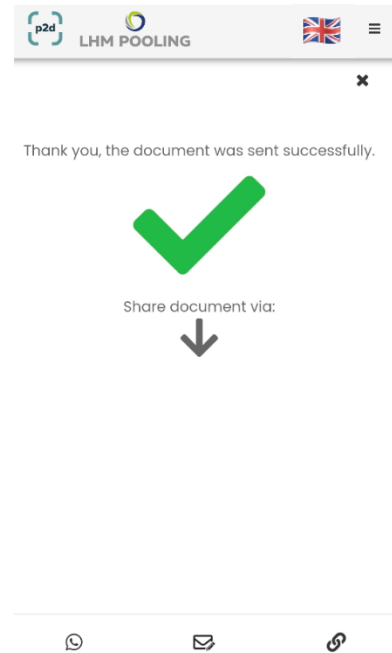 p2d
LHM POOLING
Thank you, the document was sent successfully.
Share document via: